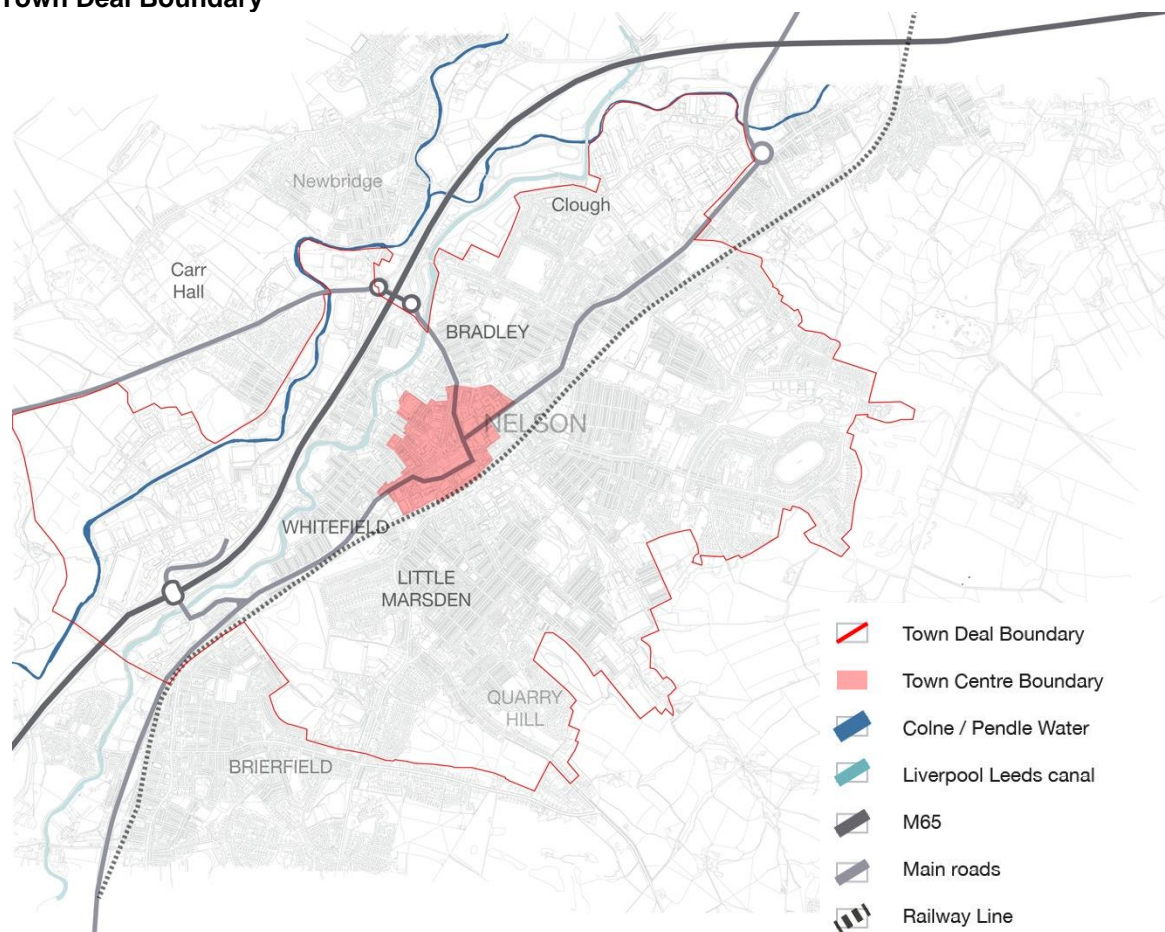 Town Deal Boundary
Newbridge
Clough
Carr
Hall
BRADLEY
NELSON
WHITEFIELD
LITTLE
MARSDEN
QUARRY
HILL
BRIERFIELD
Town Deal Boundary
Town Centre Boundary
Colne / Pendle Water
Liverpool Leeds canal
M65
Main roads
Railway Line